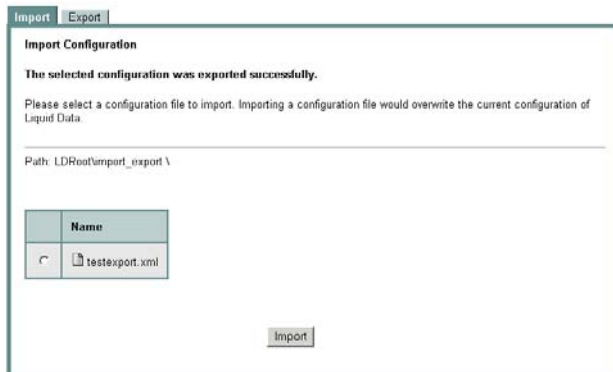 Import Export
Import Configuration
The selected configuration was exported successfully.
Please select a configuration file to import. Importing a configuration file would overwrite the current configuration of
Liquid Data.
Path: LDRoot\import_export \
Name
testexport.xml
Import